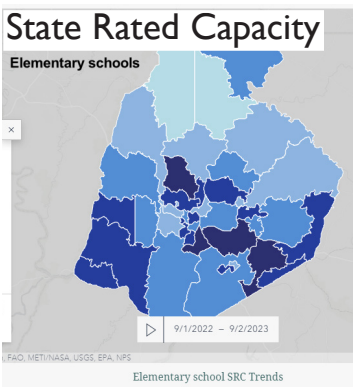 State Rated Capacity
Elementary schools
×
9/1/2022 – 9/2/2023
, FAO, METI/NASA, USGS, EPA, NPS
Elementary school SRC Trends